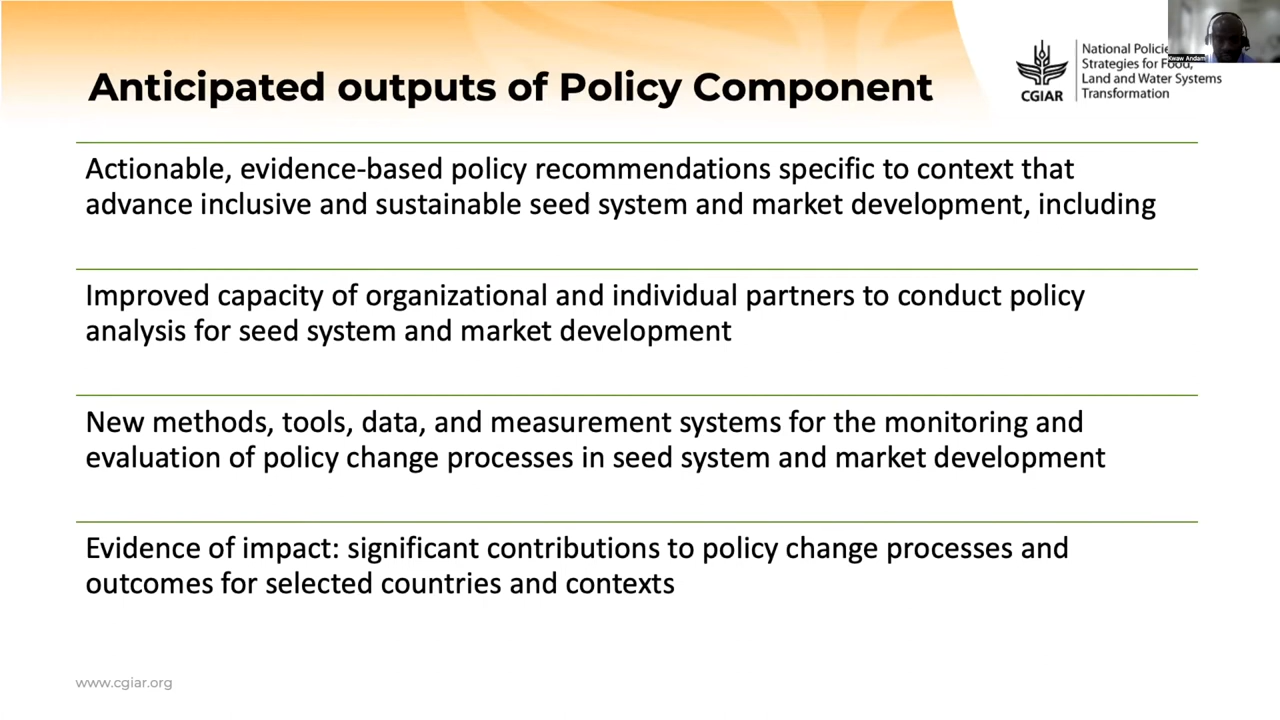 Anticipated outputs of Policy Component
CGIAR
National Policie
Strategies for Food,
Land and Water Systems
Transformation
Kwaw Andam
Actionable, evidence-based policy recommendations specific to context that
advance inclusive and sustainable seed system and market development, including
Improved capacity of organizational and individual partners to conduct policy
analysis for seed system and market development
New methods, tools, data, and measurement systems for the monitoring and
evaluation of policy change processes in seed system and market development
Evidence of impact: significant contributions to policy change processes and
outcomes for selected countries and contexts
www.cgiar.org